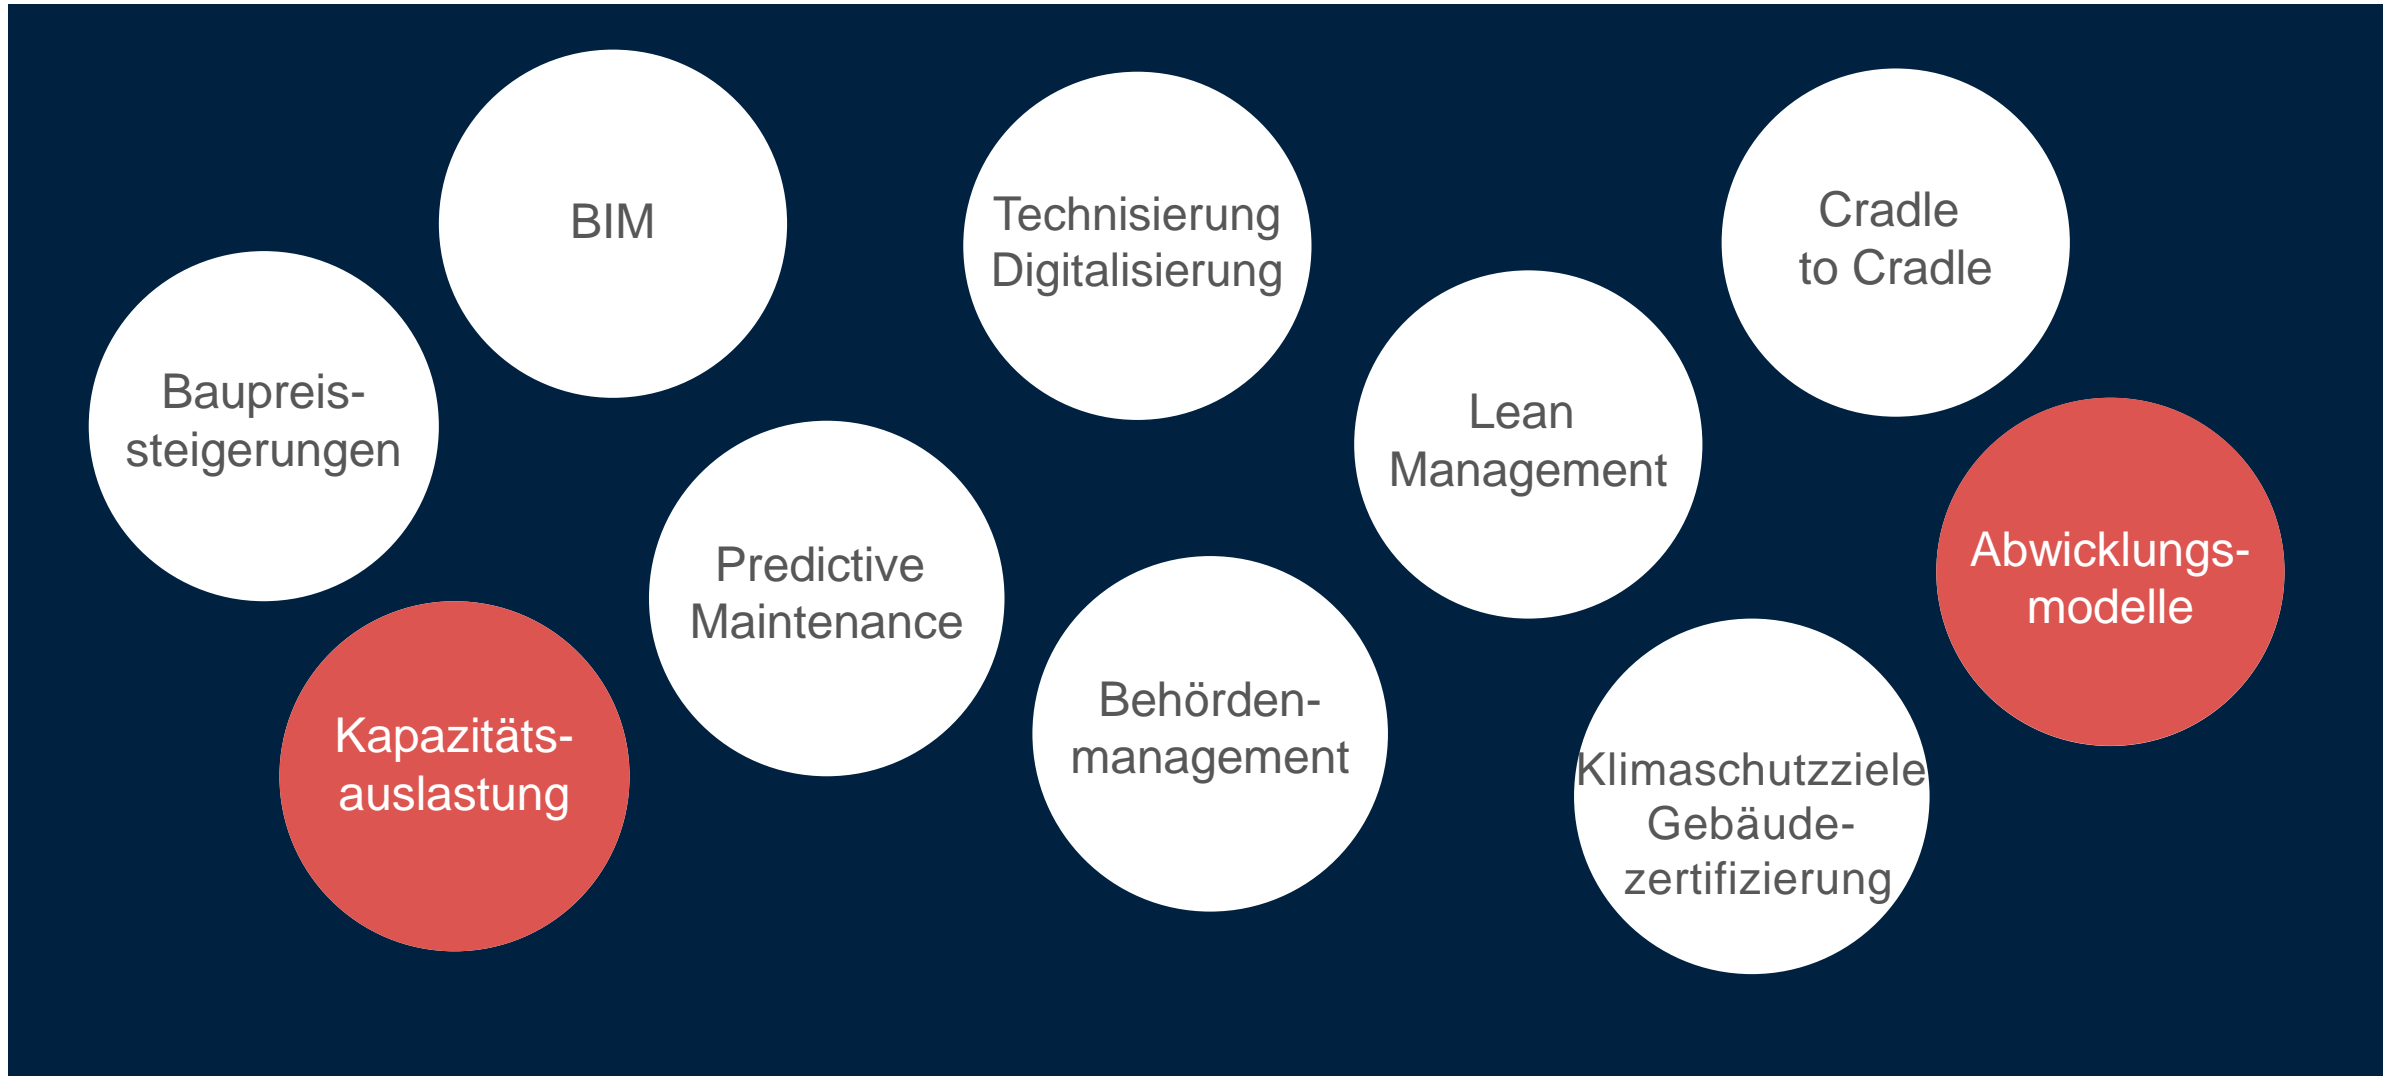 BIM
Technisierung
Digitalisierung
Cradle
to Cradle
Baupreis-
steigerungen
Lean
Management
Predictive
Maintenance
Abwicklungs-
modelle
Kapazitäts-
auslastung
Behörden-
management
Klimaschutzziele
Gebäude-
zertifizierung